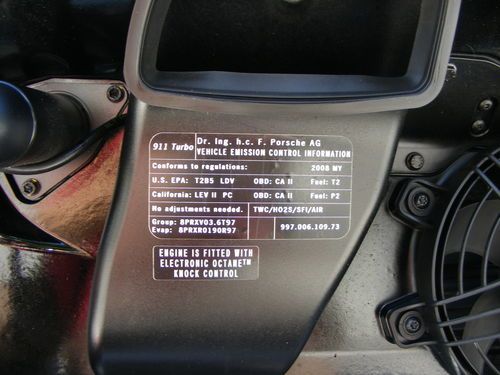 911 Turbo Dr. Ing. h.c. F. Porsche AG
VEHICLE EMISSION CONTROL INFORMATION
Conforms to regulations: 2008 MY
U.S. EPA: T2B5 LDV OBD: CA II Fuel: T2
California: LEV II PC OBD: CA II Fuel: P2
No adjustments needed. TWC/HO2S/SFI/AIR
Group: 8PRXV03.6T97
Evap: 8PRXR0190R97 997.006.109.73
ENGINE IS FITTED WITH
ELECTRONIC OCTANE™
KNOCK CONTROL